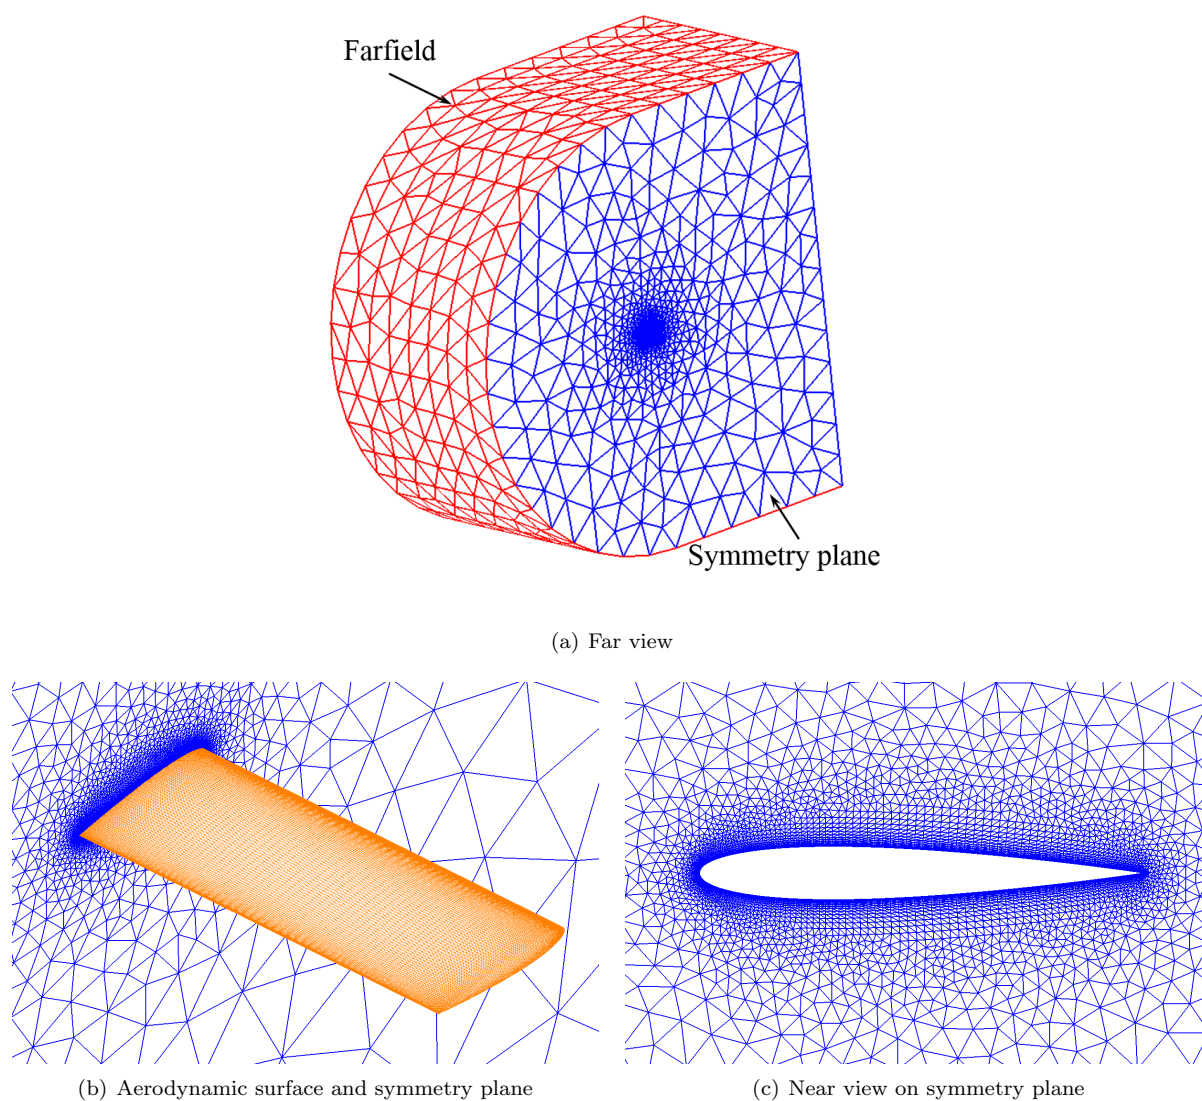 Farfield
Symmetry plane
(a) Far view
(b) Aerodynamic surface and symmetry plane
(c) Near view on symmetry plane